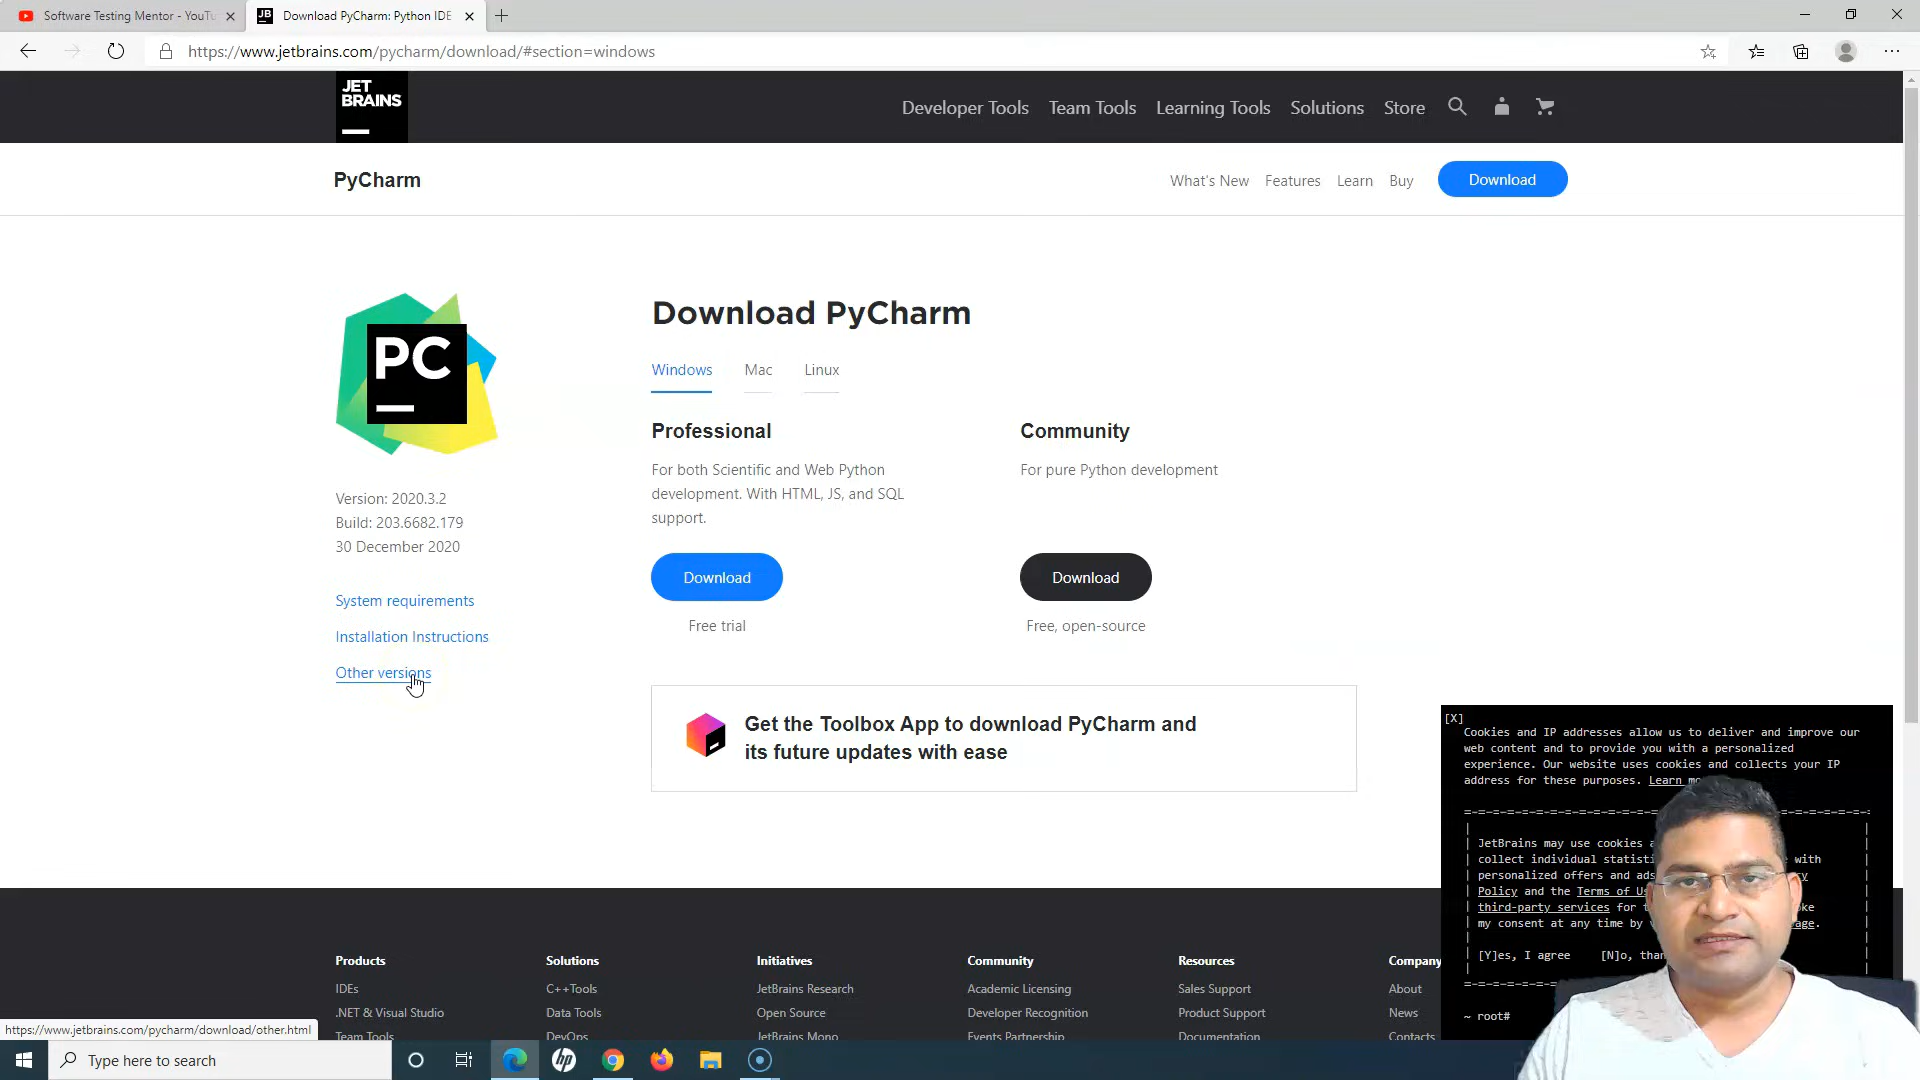 Software Testing Mentor - YouTu
Download PyCharm: Python IDE
https://www.jetbrains.com/pycharm/download/#section=windows
JET
BRAINS
Developer Tools Team Tools Learning Tools Solutions Store
PyCharm
What's New Features Learn Buy Download
PC
Version: 2020.3.2
Build: 203.6682.179
30 December 2020
System requirements
Installation Instructions
Other versions
Download PyCharm
Windows Mac Linux
Professional
For both Scientific and Web Python
development. With HTML, JS, and SQL
support.
Download
Free trial
Community
For pure Python development
Download
Free, open-source
Get the Toolbox App to download PyCharm and
its future updates with ease
[X]
Cookies and IP addresses allow us to deliver and improve our
web content and to provide you with a personalized
experience. Our website uses cookies and collects your IP
address for these purposes. Learn
JetBrains may use cookies
collect individual with
personalized offers and
Policy and the Terms of
third-party services for
my consent at any time by
[Y]es, I agree [N]o,
~ root#
Products
IDEs
.NET & Visual Studio
Team Tools
Solutions
C++Tools
Data Tools
DevOps
Initiatives
JetBrains Research
Open Source
JetBrains Mono
Community
Academic Licensing
Developer Recognition
Events Partnership
Resources
Sales Support
Product Support
Documentation
Company
About
News
Contacts
https://www.jetbrains.com/pycharm/download/other.html
Type here to search
hp